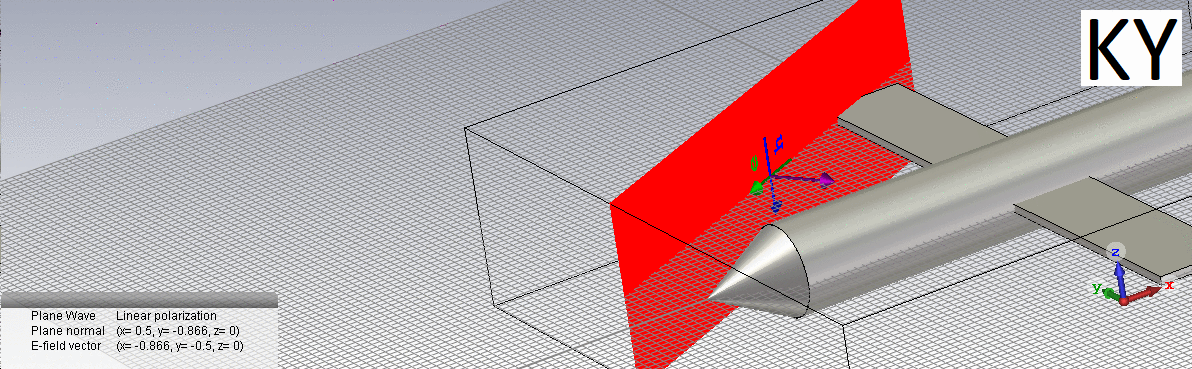 KY
z
y
x
Plane Wave Linear polarization
Plane normal (x= 0.5, y= -0.866, z= 0)
E-field vector (x= -0.866, y= -0.5, z= 0)